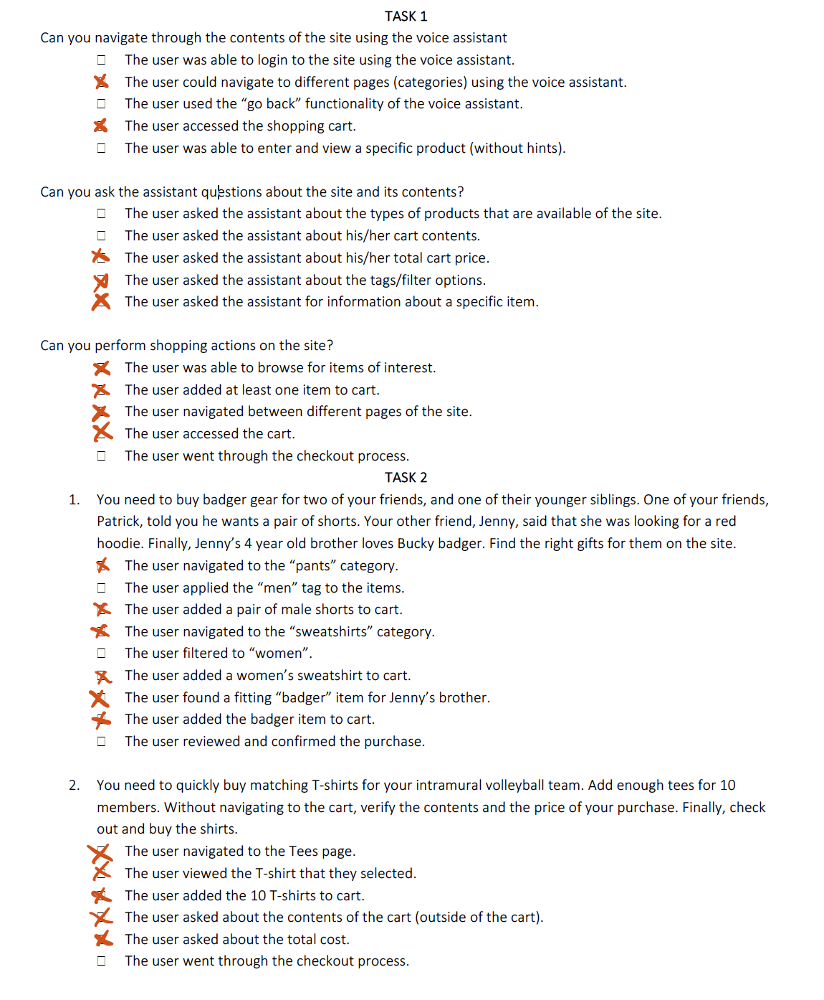 TASK 1
Can you navigate through the contents of the site using the voice assistant
☐ The user was able to login to the site using the voice assistant.
☒ The user could navigate to different pages (categories) using the voice assistant.
☐ The user used the “go back” functionality of the voice assistant.
☒ The user accessed the shopping cart.
☐ The user was able to enter and view a specific product (without hints).
Can you ask the assistant questions about the site and its contents?
☐ The user asked the assistant about the types of products that are available of the site.
☐ The user asked the assistant about his/her cart contents.
☒ The user asked the assistant about his/her total cart price.
☒ The user asked the assistant about the tags/filter options.
☒ The user asked the assistant for information about a specific item.
Can you perform shopping actions on the site?
☒ The user was able to browse for items of interest.
☒ The user added at least one item to cart.
☒ The user navigated between different pages of the site.
☒ The user accessed the cart.
☐ The user went through the checkout process.
TASK 2
1. You need to buy badger gear for two of your friends, and one of their younger siblings. One of your friends,
Patrick, told you he wants a pair of shorts. Your other friend, Jenny, said that she was looking for a red
hoodie. Finally, Jenny’s 4 year old brother loves Bucky badger. Find the right gifts for them on the site.
☒ The user navigated to the “pants” category.
☐ The user applied the “men” tag to the items.
☒ The user added a pair of male shorts to cart.
☒ The user navigated to the “sweatshirts” category.
☐ The user filtered to “women”.
☒ The user added a women’s sweatshirt to cart.
☒ The user found a fitting “badger” item for Jenny’s brother.
☒ The user added the badger item to cart.
☐ The user reviewed and confirmed the purchase.
2. You need to quickly buy matching T-shirts for your intramural volleyball team. Add enough tees for 10
members. Without navigating to the cart, verify the contents and the price of your purchase. Finally, check
out and buy the shirts.
☒ The user navigated to the Tees page.
☒ The user viewed the T-shirt that they selected.
☒ The user added the 10 T-shirts to cart.
☒ The user asked about the contents of the cart (outside of the cart).
☒ The user asked about the total cost.
☐ The user went through the checkout process.